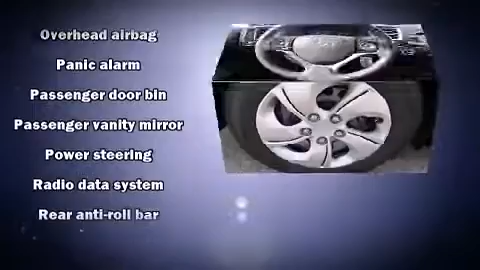 Overhead airbag
Panic alarm
Passenger door bin
Passenger vanity mirror
Power steering
Radio data system
Rear anti-roll bar